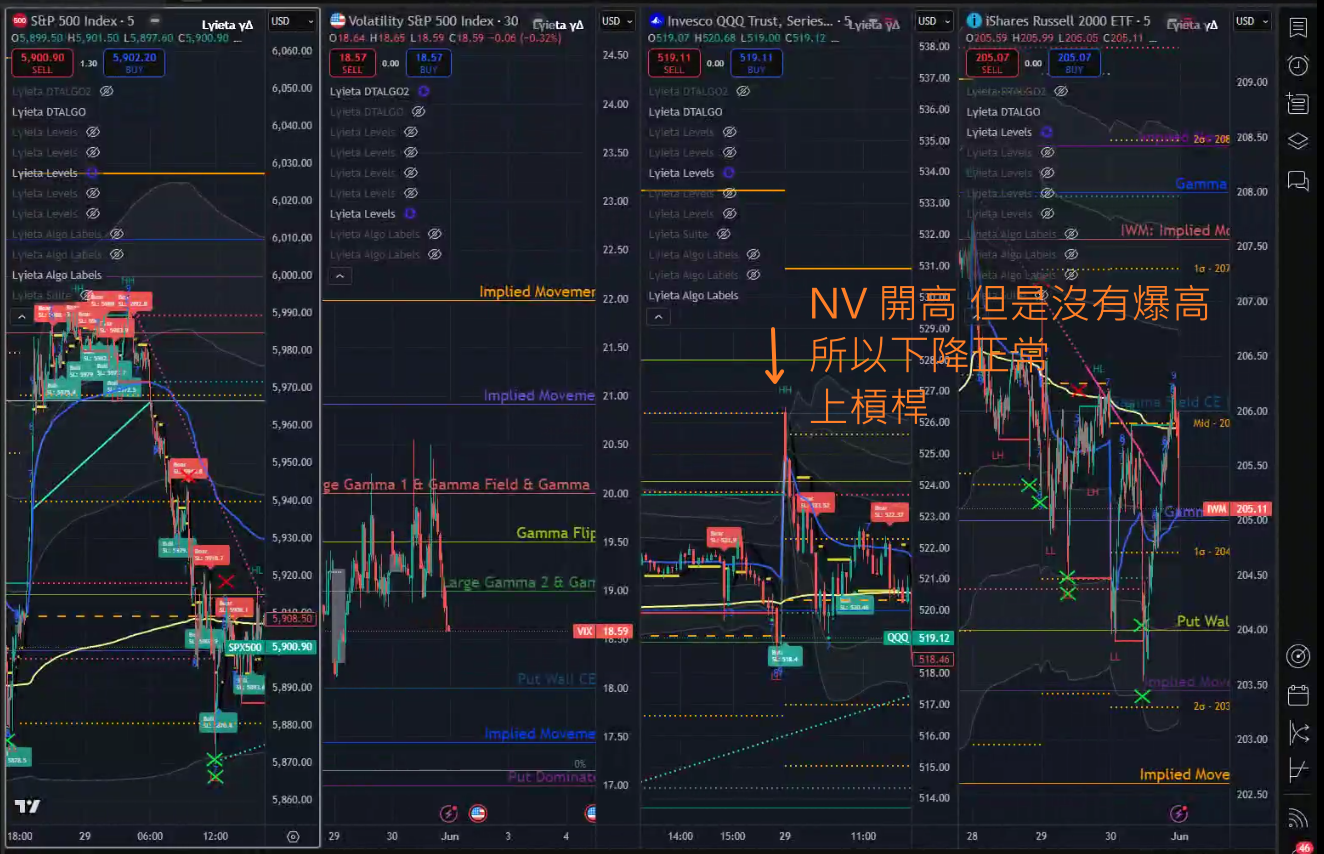 S&P 500 Index · 5
Lyieta γΔ
USD
O5,899.50 H5,901.50 L5,897.60 C5,900.90 ...
5,900.90
SELL
1.30
5,902.20
BUY
Lyieta DTALGO2
Lyieta DTALGO
Lyieta Levels
Lyieta Levels
Lyieta Levels
Lyieta Levels
Lyieta Levels
Lyieta Algo Labels
Lyieta Algo Labels
Lyieta Algo Labels
Lyieta Suite
HH
HL
6,060.00
6,050.00
6,040.00
6,030.00
6,020.00
6,010.00
6,000.00
5,990.00
5,980.00
5,970.00
5,960.00
5,950.00
5,940.00
5,930.00
5,920.00
5,908.50
SPX500 5,900.90
5,890.00
5,880.00
5,870.00
5,860.00
18:00 29 06:00 12:00
Volatility S&P 500 Index · 30
Lyieta γΔ
USD
O18.64 H18.65 L18.59 C18.59 −0.06 (−0.32%)
18.57
SELL
0.00
18.57
BUY
Lyieta DTALGO2
Lyieta DTALGO
Lyieta Levels
Lyieta Levels
Lyieta Levels
Lyieta Levels
Lyieta Levels
Lyieta Algo Labels
Lyieta Algo Labels
Implied Movemen
Implied Moveme
ge Gamma 1 & Gamma Field & Gamma
Gamma Flip
Large Gamma 2 & Gam
Put Wall CE
Implied Moveme
0%
Put Dominat
24.50
24.00
23.50
23.00
22.50
22.00
21.50
21.00
20.50
20.00
19.50
19.00
VIX 18.59
18.00
17.50
17.00
29 30 Jun 3 4
Invesco QQQ Trust, Series... · 5
Lyieta γΔ
USD
O519.07 H520.68 L519.00 C519.12 ...
519.11
SELL
0.00
519.11
BUY
Lyieta DTALGO2
Lyieta DTALGO
Lyieta Levels
Lyieta Levels
Lyieta Levels
Lyieta Levels
Lyieta Levels
Lyieta Suite
Lyieta Algo Labels
Lyieta Algo Labels
Lyieta Algo Labels
NV 開高 但是沒有爆高
所以下降正常
上槓桿
HH
538.00
537.00
536.00
535.00
534.00
533.00
532.00
531.00
529.00
527.00
526.00
525.00
524.00
523.00
522.00
521.00
520.00
QQQ 519.12
518.46
518.00
517.00
516.00
515.00
514.00
14:00 15:00 29 11:00
iShares Russell 2000 ETF · 5
Lyieta γΔ
USD
O205.59 H205.99 L205.05 C205.11 ...
205.07
SELL
0.00
205.07
BUY
Lyieta DTALGO2
Lyieta DTALGO
Lyieta Levels
Lyieta Levels
Lyieta Levels
Lyieta Levels
Lyieta Levels
Lyieta Algo Labels
Lyieta Algo Labels
Lyieta Algo Labels
2σ - 208
Gamma
IWM: Implied Mo
1σ - 207
HL
Gamma Field CE
Mid - 20
LH
LH
LL
Gamm
1σ - 204
Put Wal
LL
Implied Move
2σ - 203
Implied Move
209.00
208.50
208.00
207.50
207.00
206.50
206.00
205.50
IWM 205.11
205.00
204.50
204.00
203.50
203.00
202.50
28 29 30 Jun
46